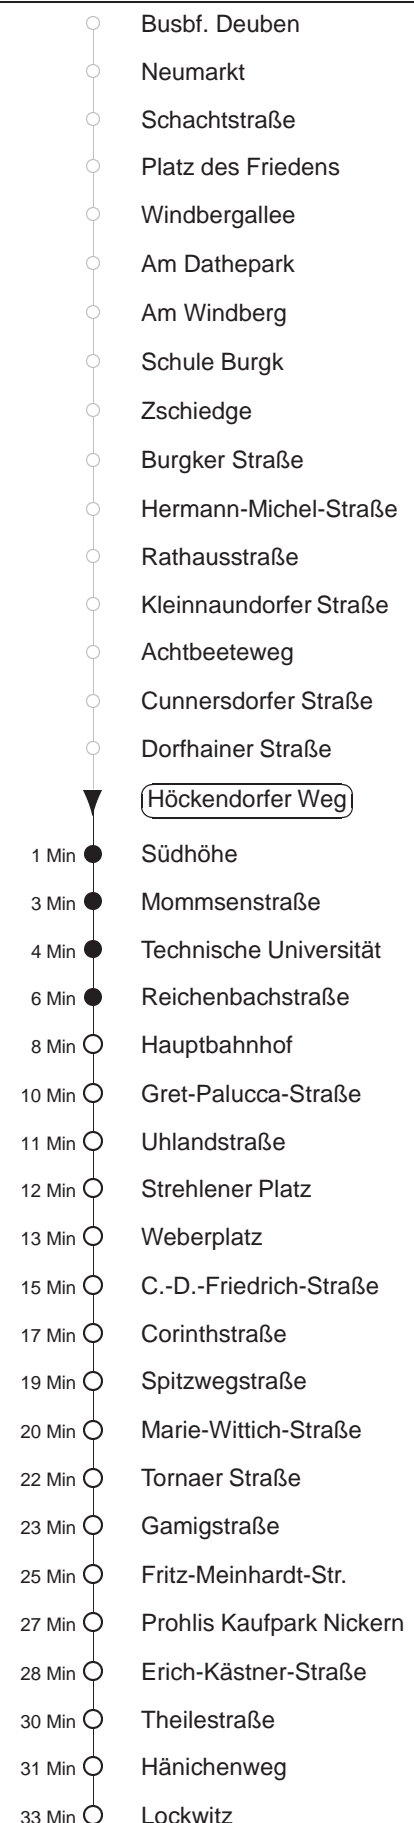 Busbf. Deuben
Neumarkt
Schachtstraße
Platz des Friedens
Windbergallee
Am Dathepark
Am Windberg
Schule Burgk
Zschiedge
Burgker Straße
Hermann-Michel-Straße
Rathausstraße
Kleinnaundorfer Straße
Achtbeeteweg
Cunnersdorfer Straße
Dorfhainer Straße
Höckendorfer Weg
1 Min Südhöhe
3 Min Mommsenstraße
4 Min Technische Universität
6 Min Reichenbachstraße
8 Min Hauptbahnhof
10 Min Gret-Palucca-Straße
11 Min Uhlandstraße
12 Min Strehlener Platz
13 Min Weberplatz
15 Min C.-D.-Friedrich-Straße
17 Min Corinthstraße
19 Min Spitzwegstraße
20 Min Marie-Wittich-Straße
22 Min Tornaer Straße
23 Min Gamigstraße
25 Min Fritz-Meinhardt-Str.
27 Min Prohlis Kaufpark Nickern
28 Min Erich-Kästner-Straße
30 Min Theilestraße
31 Min Hänichenweg
33 Min Lockwitz